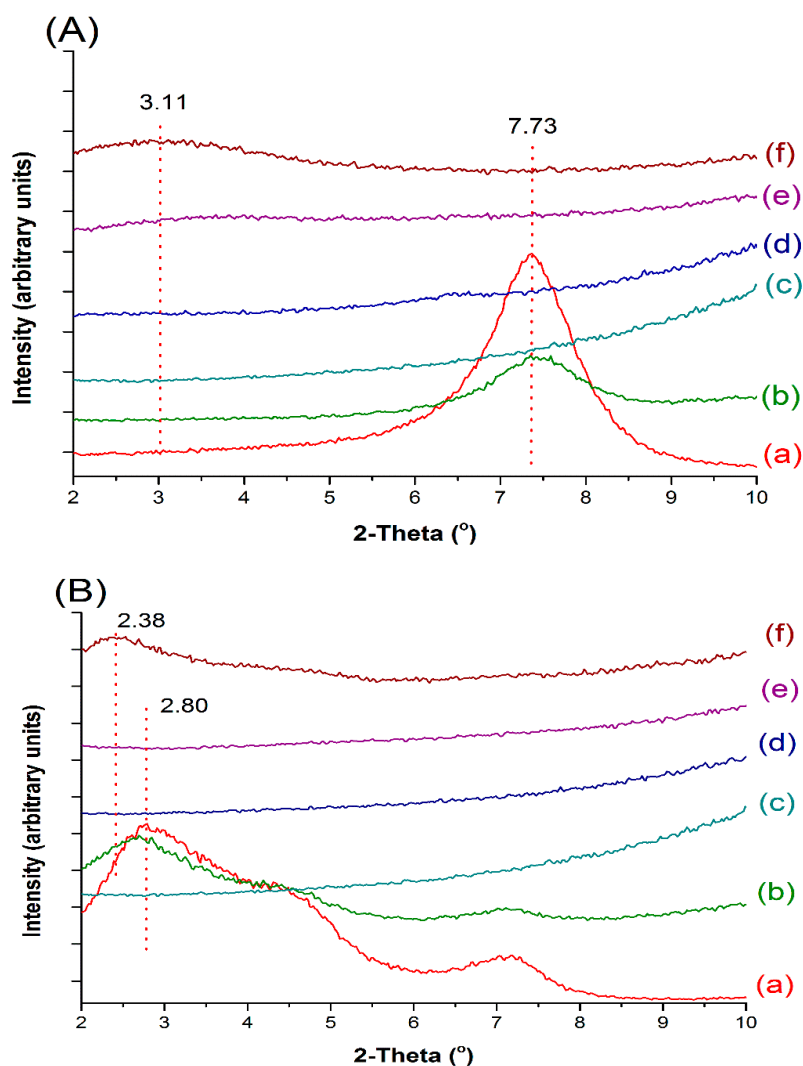 (A)
3.11
7.73
(f)
(e)
(d)
(c)
(b)
(a)
Intensity (arbitrary units)
2 3 4 5 6 7 8 9 10
2-Theta (°)
(B)
2.38
2.80
(f)
(e)
(d)
(c)
(b)
(a)
Intensity (arbitrary units)
2 3 4 5 6 7 8 9 10
2-Theta (°)